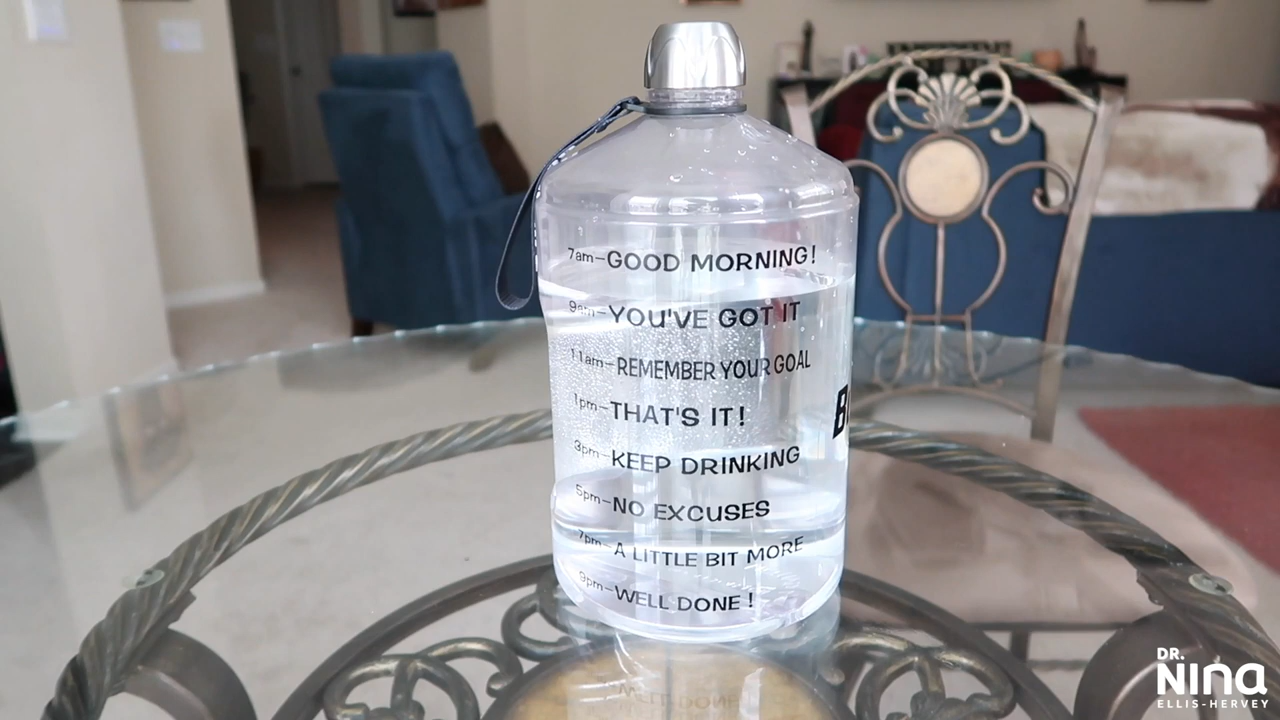 7am—GOOD MORNING!
9am—YOU'VE GOT IT
11am—REMEMBER YOUR GOAL
1pm—THAT'S IT!
3pm—KEEP DRINKING
5pm—NO EXCUSES
7pm—A LITTLE BIT MORE
9pm—WELL DONE !
DR.
Nina
ELLIS-HERVEY